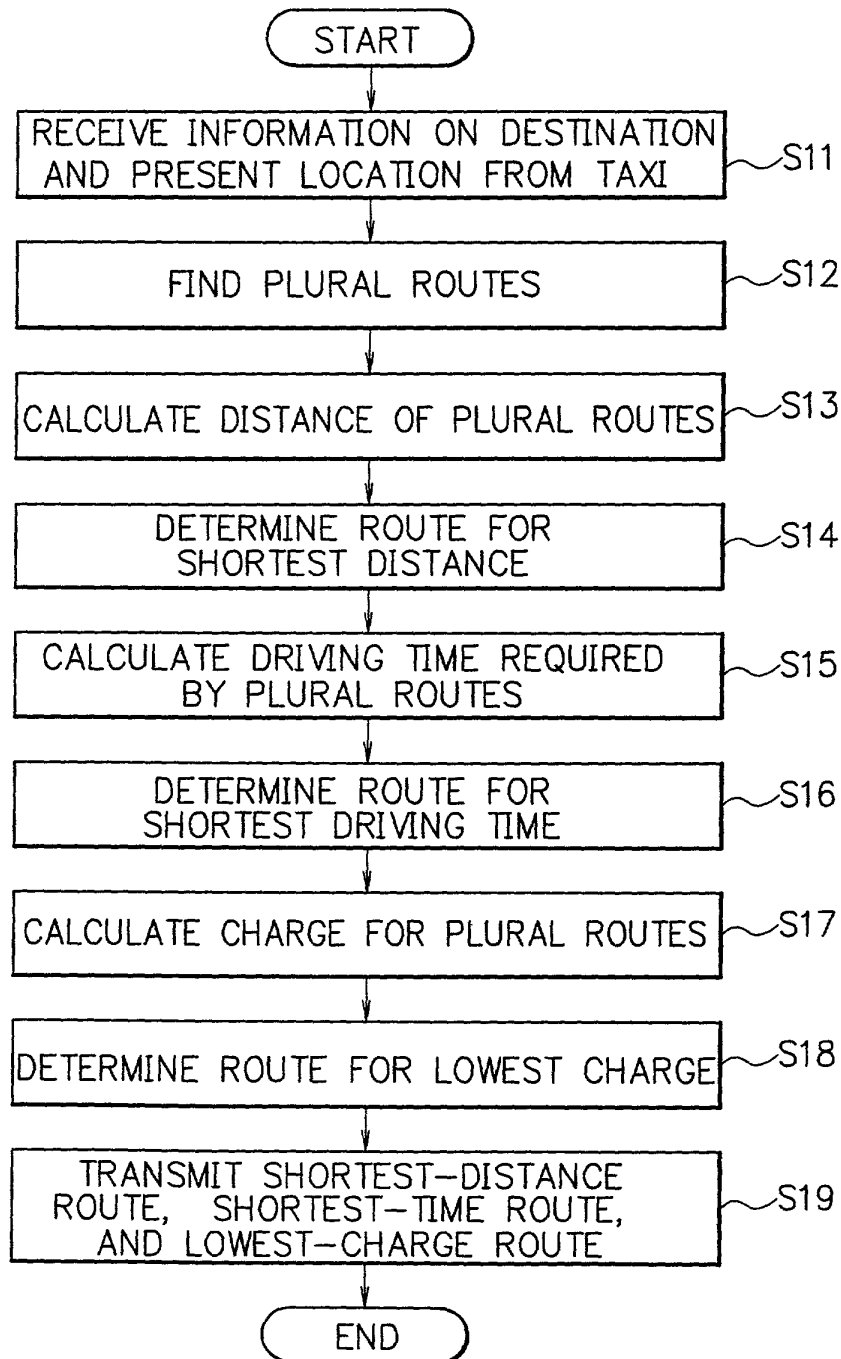 START
RECEIVE INFORMATION ON DESTINATION
AND PRESENT LOCATION FROM TAXI
S11
FIND PLURAL ROUTES
S12
CALCULATE DISTANCE OF PLURAL ROUTES
S13
DETERMINE ROUTE FOR
SHORTEST DISTANCE
S14
CALCULATE DRIVING TIME REQUIRED
BY PLURAL ROUTES
S15
DETERMINE ROUTE FOR
SHORTEST DRIVING TIME
S16
CALCULATE CHARGE FOR PLURAL ROUTES
S17
DETERMINE ROUTE FOR LOWEST CHARGE
S18
TRANSMIT SHORTEST-DISTANCE
ROUTE, SHORTEST-TIME ROUTE,
AND LOWEST-CHARGE ROUTE
S19
END